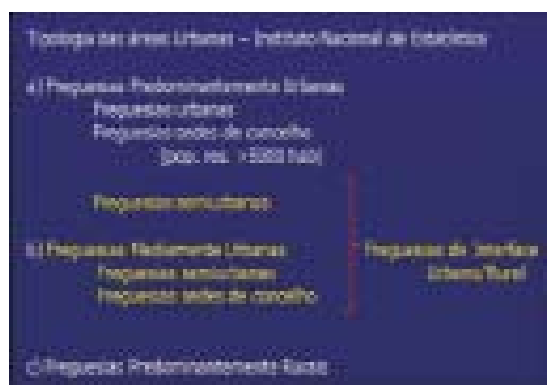 Tipologia das áreas Urbanas – Instituto Nacional de Estatística
a) Freguesias Predominantemente Urbanas
Freguesias urbanas
Freguesias sedes de concelho
[pop. res. >5000 hab]
Freguesias semiurbanas
b) Freguesias Mediamente Urbanas
Freguesias semiurbanas
Freguesias sedes de concelho
Freguesias de Interface
Urbano/Rural
c) Freguesias Predominantemente Rurais